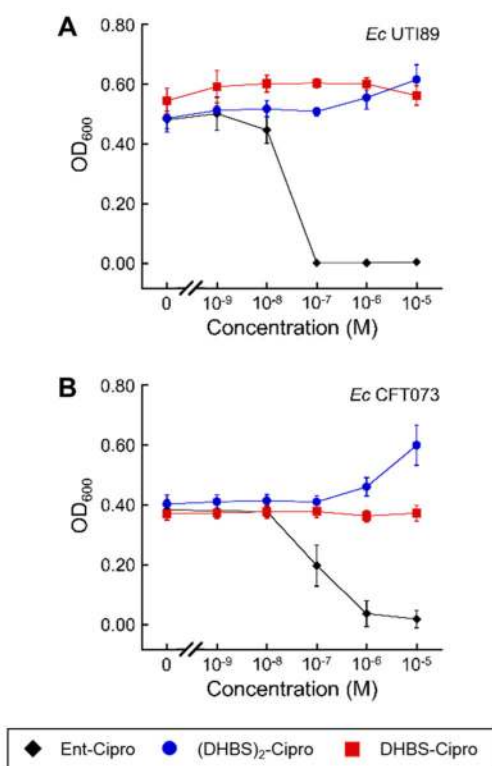 A
Ec UTI89
0.80
0.60
0.40
0.20
0.00
OD600
0 10-9 10-8 10-7 10-6 10-5
Concentration (M)
B
Ec CFT073
0.80
0.60
0.40
0.20
0.00
OD600
0 10-9 10-8 10-7 10-6 10-5
Concentration (M)
Ent-Cipro (DHBS)2-Cipro DHBS-Cipro